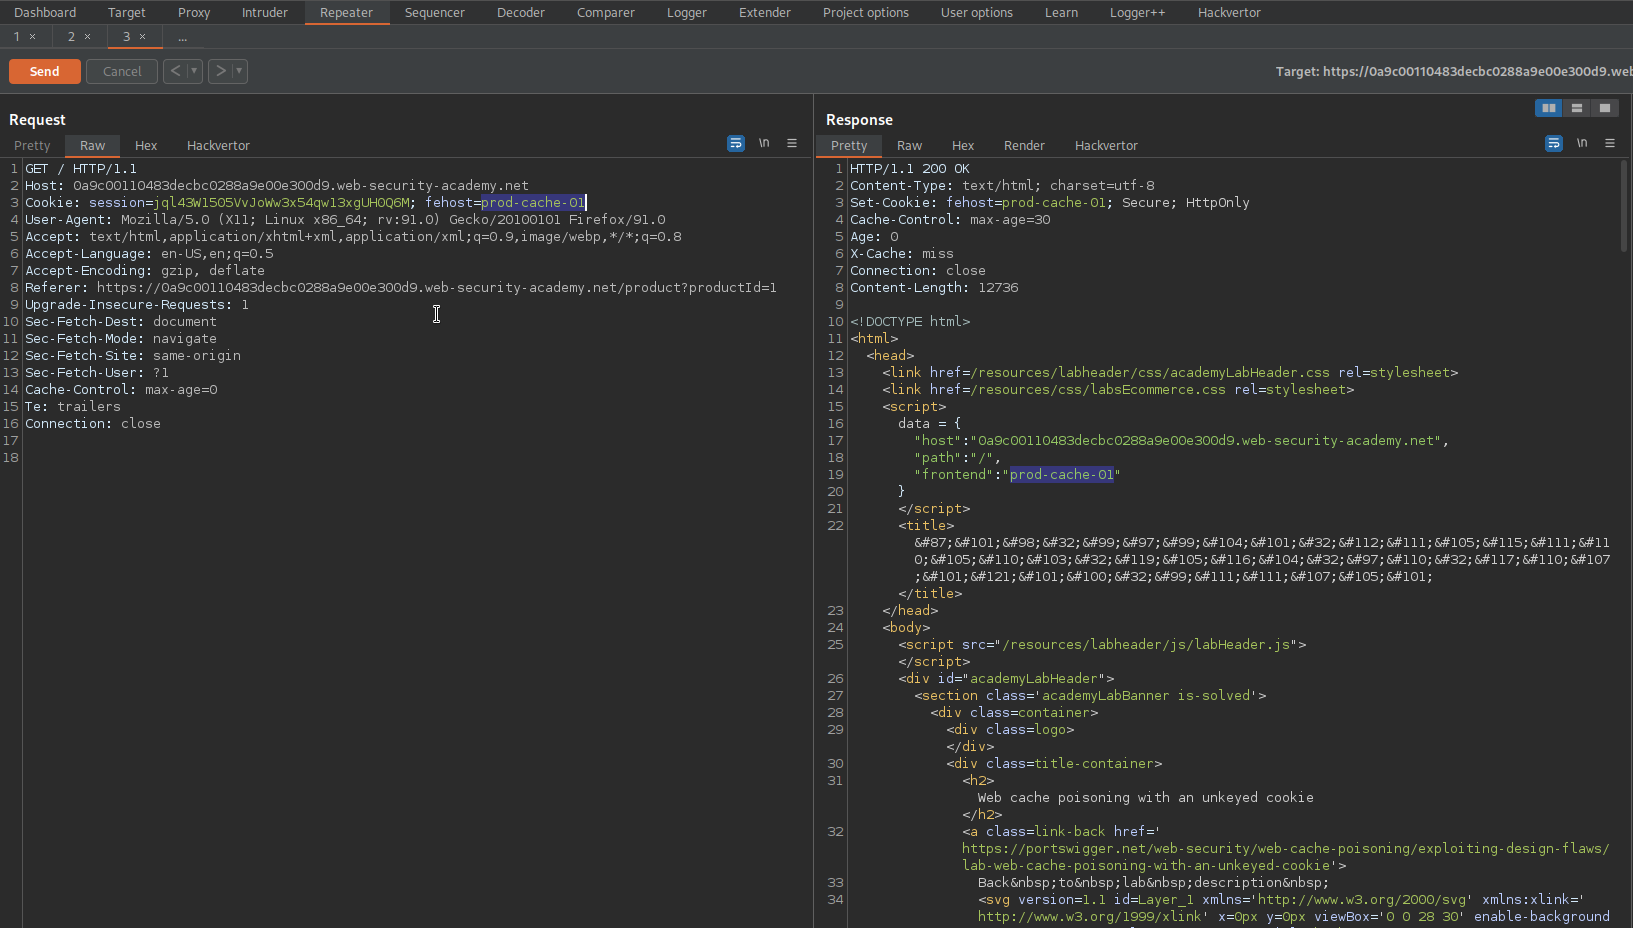 Dashboard Target Proxy Intruder Repeater Sequencer Decoder Comparer Logger Extender Project options User options Learn Logger++ Hackvertor
1 × 2 × 3 × ...
Send Cancel < > Target: https://0a9c00110483decbc0288a9e00e300d9.web
Request
Pretty Raw Hex Hackvertor \n
1 GET / HTTP/1.1
2 Host: 0a9c00110483decbc0288a9e00e300d9.web-security-academy.net
3 Cookie: session=jql43W1505VvJoWw3x54qw13xgUH0Q6M; fehost=prod-cache-01
4 User-Agent: Mozilla/5.0 (X11; Linux x86_64; rv:91.0) Gecko/20100101 Firefox/91.0
5 Accept: text/html,application/xhtml+xml,application/xml;q=0.9,image/webp,*/*;q=0.8
6 Accept-Language: en-US,en;q=0.5
7 Accept-Encoding: gzip, deflate
8 Referer: https://0a9c00110483decbc0288a9e00e300d9.web-security-academy.net/product?productId=1
9 Upgrade-Insecure-Requests: 1
10 Sec-Fetch-Dest: document
11 Sec-Fetch-Mode: navigate
12 Sec-Fetch-Site: same-origin
13 Sec-Fetch-User: ?1
14 Cache-Control: max-age=0
15 Te: trailers
16 Connection: close
17
18
Response
Pretty Raw Hex Render Hackvertor \n
1 HTTP/1.1 200 OK
2 Content-Type: text/html; charset=utf-8
3 Set-Cookie: fehost=prod-cache-01; Secure; HttpOnly
4 Cache-Control: max-age=30
5 Age: 0
6 X-Cache: miss
7 Connection: close
8 Content-Length: 12736
9
10 <!DOCTYPE html>
11 <html>
12 <head>
13 <link href=/resources/labheader/css/academyLabHeader.css rel=stylesheet>
14 <link href=/resources/css/labsEcommerce.css rel=stylesheet>
15 <script>
16 data = {
17 "host":"0a9c00110483decbc0288a9e00e300d9.web-security-academy.net",
18 "path":"/",
19 "frontend":"prod-cache-01"
20 }
21 </script>
22 <title>
&#87;&#101;&#98;&#32;&#99;&#97;&#99;&#104;&#101;&#32;&#112;&#111;&#105;&#115;&#111;&#11
0;&#105;&#110;&#103;&#32;&#119;&#105;&#116;&#104;&#32;&#97;&#110;&#32;&#117;&#110;&#107
;&#101;&#121;&#101;&#100;&#32;&#99;&#111;&#111;&#107;&#105;&#101;
</title>
23 </head>
24 <body>
25 <script src="/resources/labheader/js/labHeader.js">
</script>
26 <div id="academyLabHeader">
27 <section class='academyLabBanner is-solved'>
28 <div class=container>
29 <div class=logo>
</div>
30 <div class=title-container>
31 <h2>
Web cache poisoning with an unkeyed cookie
</h2>
32 <a class=link-back href='
https://portswigger.net/web-security/web-cache-poisoning/exploiting-design-flaws/
lab-web-cache-poisoning-with-an-unkeyed-cookie'>
33 Back&nbsp;to&nbsp;lab&nbsp;description&nbsp;
34 <svg version=1.1 id=Layer_1 xmlns='http://www.w3.org/2000/svg' xmlns:xlink='
http://www.w3.org/1999/xlink' x=0px y=0px viewBox='0 0 28 30' enable-background